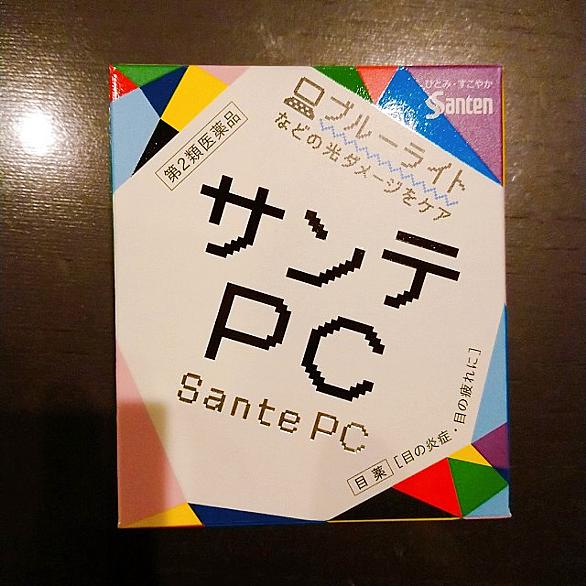 ひとみ・すこやか
Santen
第2類医薬品
ブルーライト
などの光ダメージをケア
サンテ
PC
Sante PC
目薬 [目の炎症・目の疲れに]